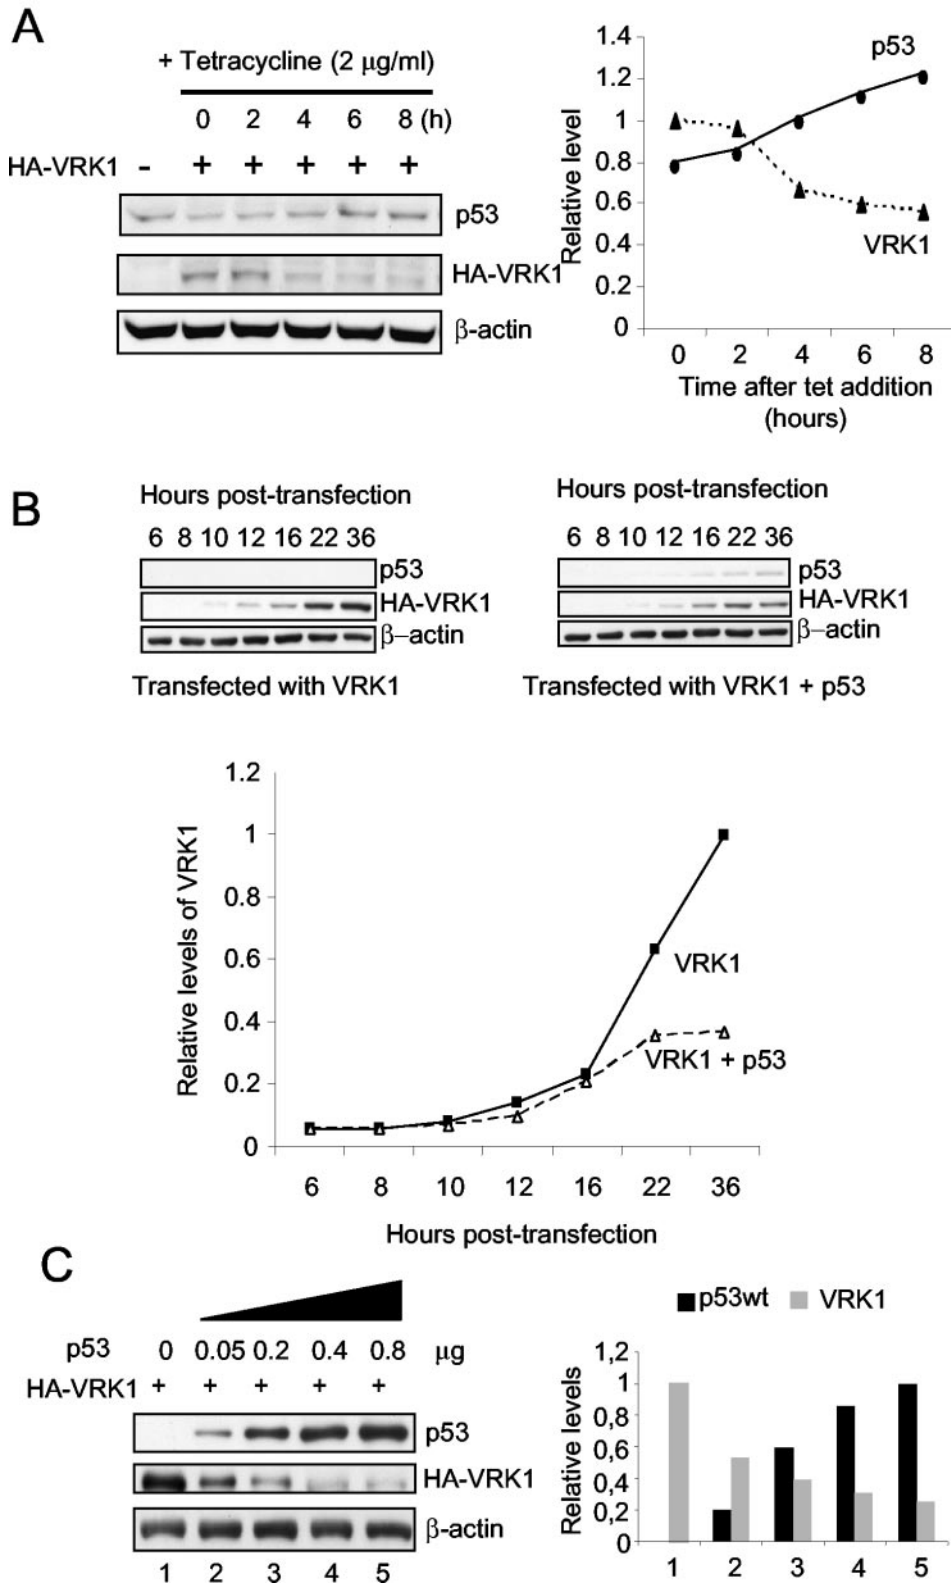 A
+ Tetracycline (2 μg/ml)
0 2 4 6 8 (h)
HA-VRK1 - + + + + +
p53
HA-VRK1
β-actin
1.4
1.2
1
0.8
0.6
0.4
0.2
0
Relative level
p53
VRK1
0 2 4 6 8
Time after tet addition
(hours)
B
Hours post-transfection
6 8 10 12 16 22 36
p53
HA-VRK1
β–actin
Transfected with VRK1
Hours post-transfection
6 8 10 12 16 22 36
p53
HA-VRK1
β–actin
Transfected with VRK1 + p53
1.2
1
0.8
0.6
0.4
0.2
0
Relative levels of VRK1
VRK1
VRK1 + p53
6 8 10 12 16 22 36
Hours post-transfection
C
p53 0 0.05 0.2 0.4 0.8 μg
HA-VRK1 + + + + +
p53
HA-VRK1
β-actin
1 2 3 4 5
p53wt VRK1
1,2
1
0,8
0,6
0,4
0,2
0
Relative levels
1 2 3 4 5